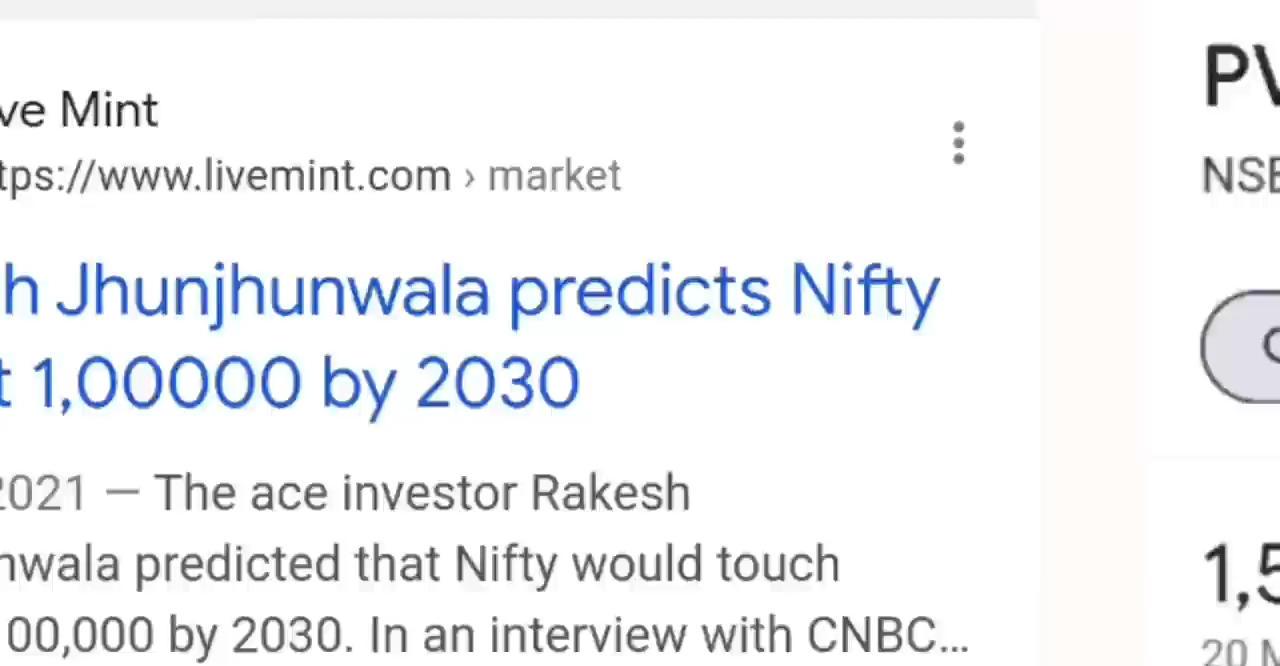 ve Mint
tps://www.livemint.com › market
h Jhunjhunwala predicts Nifty
t 1,00000 by 2030
2021 — The ace investor Rakesh
nwala predicted that Nifty would touch
00,000 by 2030. In an interview with CNBC...
PV
NSE
1,5
20 M